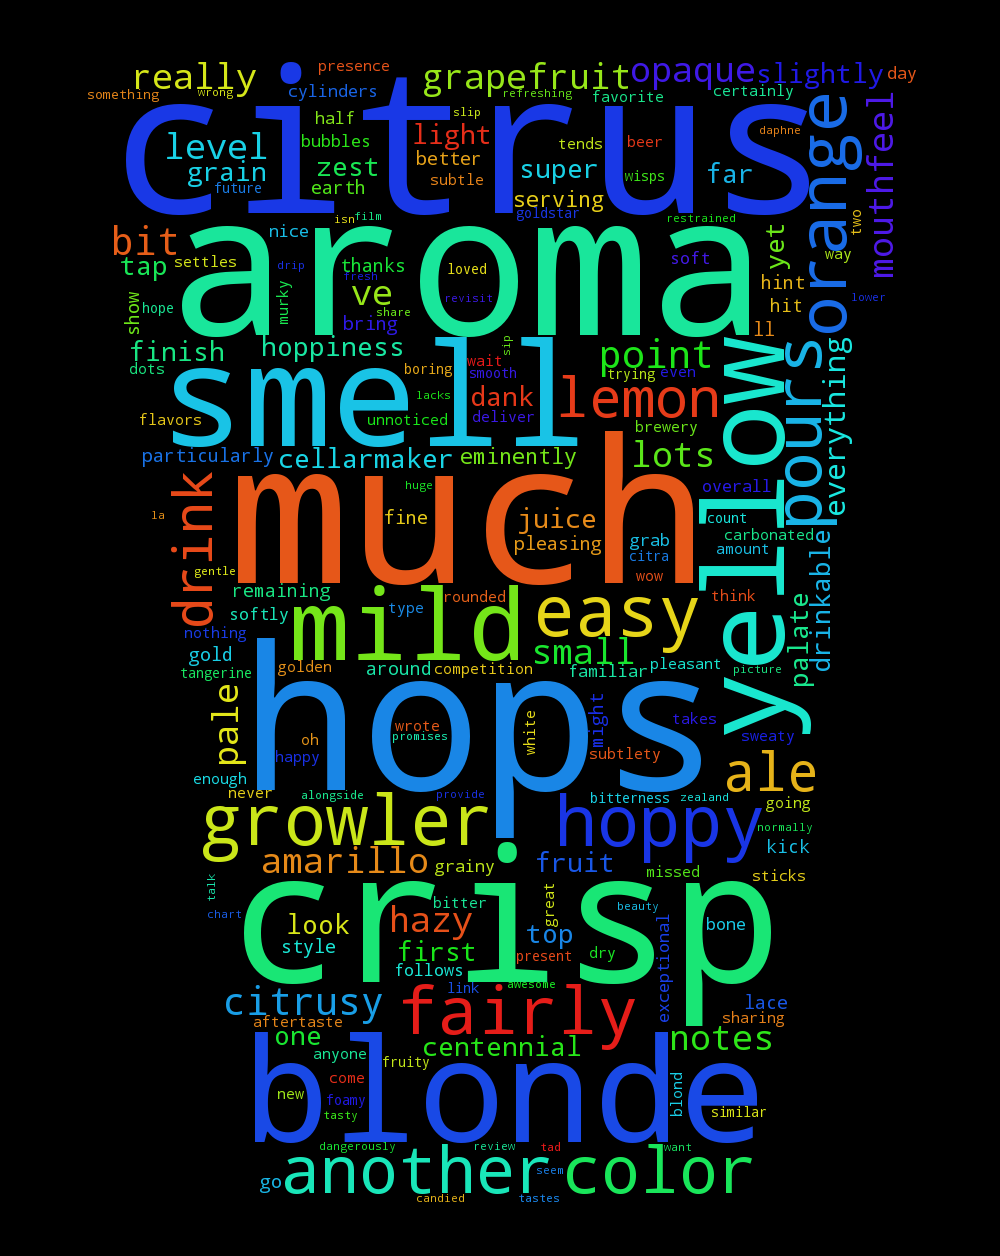 presence
really
grapefruit
opaque
slightly
day
something
wrong
cylinders
refreshing
favorite
certainly
citrus
half
slip
daphne
level
bubbles
light
tends
beer
orange
mouthfeel
grain
zest
better
super
wisps
far
future
earth
subtle
serving
isn
film
goldstar
restrained
two
bit
nice
aroma
yet
way
tap
settles
drip
thanks
loved
soft
hint
fresh
ve
revisit
lower
show
hope
murky
share
hit
bring
ll
finish
hoppiness
sip
point
dots
boring
wait
smooth
trying
even
smell
lacks
dank
lemon
yellow
pours
everything
flavors
unnoticed
deliver
brewery
particularly
cellarmaker
eminently
lots
drink
much
huge
overall
la
fine
juice
count
pleasing
grab
carbonated
citra
amount
gentle
wow
remaining
mild
rounded
easy
think
softly
type
drinkable
palate
nothing
gold
small
tangerine
golden
around
competition
familiar
pleasant
picture
pale
hops
wrote
white
might
takes
oh
promises
sweaty
happy
subtlety
enough
ale
never
alongside
provide
bitterness
zealand
going
growler
hoppy
normally
kick
amarillo
grainy
fruit
missed
sticks
talk
crisp
chart
bitter
great
beauty
look
hazy
top
bone
style
first
present
dry
exceptional
follows
link
awesome
citrusy
fairly
lace
aftertaste
sharing
one
centennial
notes
anyone
fruity
come
new
foamy
blonde
blond
similar
tasty
dangerously
review
tad
want
go
another
seem
color
candied
tastes